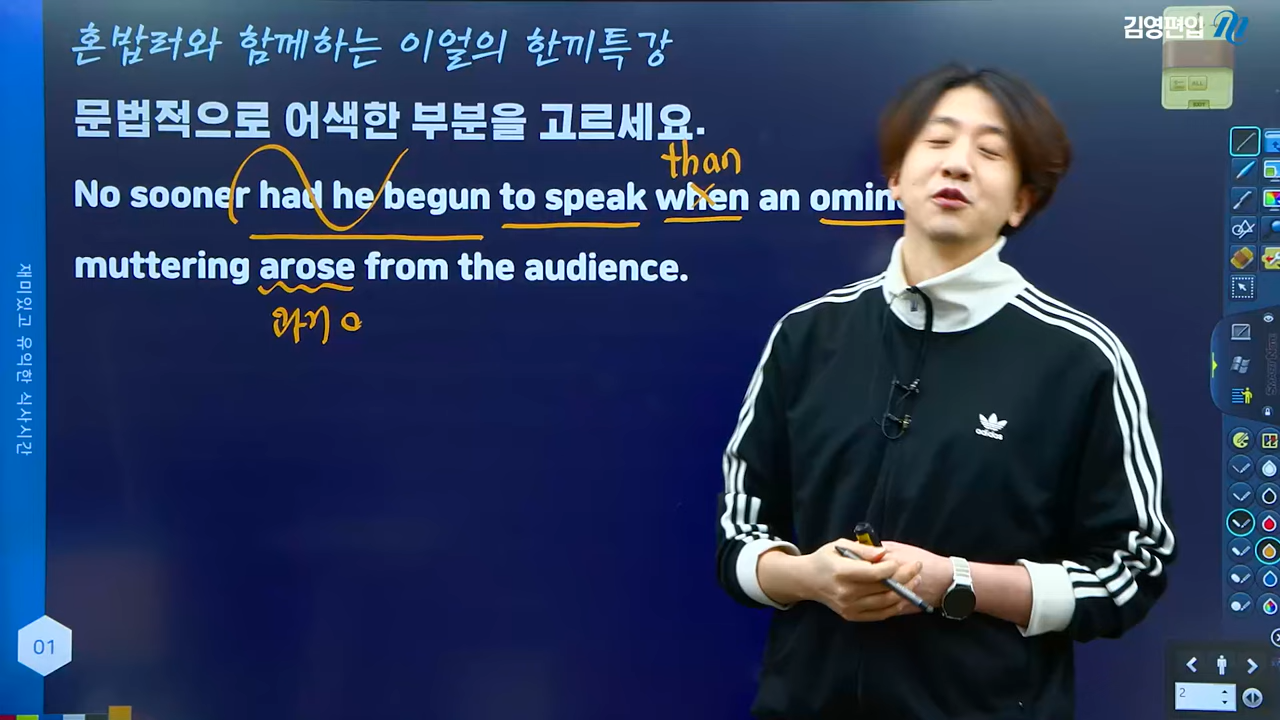 김영편입
혼밥러와 함께하는 이얼의 한끼특강
문법적으로 어색한 부분을 고르세요.
than
No sooner had he begun to speak when an omin
muttering arose from the audience.
과거 o
재미있고 유익한 식사시간
01
adidas
2
ALL